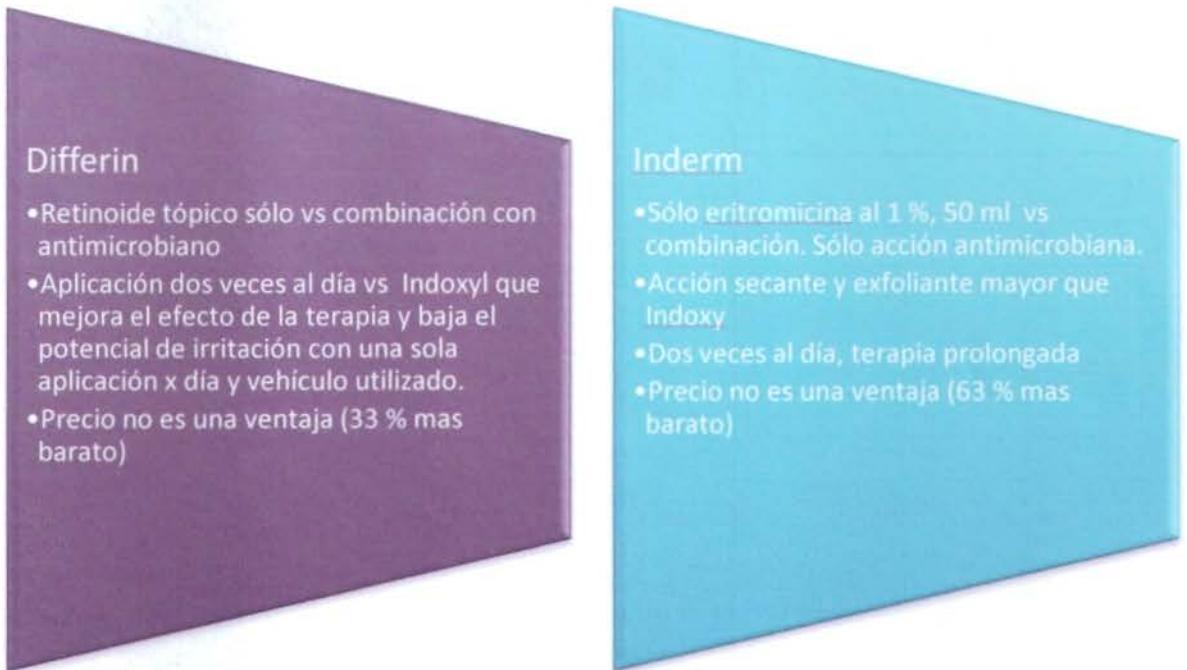 Differin
•Retinoide tópico sólo vs combinación con
antimicrobiano
•Aplicación dos veces al día vs Indoxyl que
mejora el efecto de la terapia y baja el
potencial de irritación con una sola
aplicación x día y vehículo utilizado.
•Precio no es una ventaja (33 % mas
barato)
Inderm
•Sólo eritromicina al 1 %, 50 ml vs
combinación. Sólo acción antimicrobiana.
•Acción secante y exfoliante mayor que
Indoxy
•Dos veces al día, terapia prolongada
•Precio no es una ventaja (63 % mas
barato)